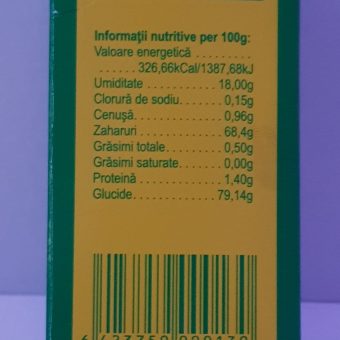 Informații nutritive per 100g:
Valoare energetică . . . . . . . . .
. . . . . 326,66kCal/1387,68kJ
Umiditate . . . . . . . . . . . . 18,00g
Clorură de sodiu. . . . . . 0,15g
Cenușă. . . . . . . . . . . . . . 0,96g
Zaharuri . . . . . . . . . . . . . 68,4g
Grăsimi totale. . . . . . . . . 0,50g
Grăsimi saturate. . . . . . . 0,00g
Proteină . . . . . . . . . . . . . 1,40g
Glucide. . . . . . . . . . . . . 79,14g